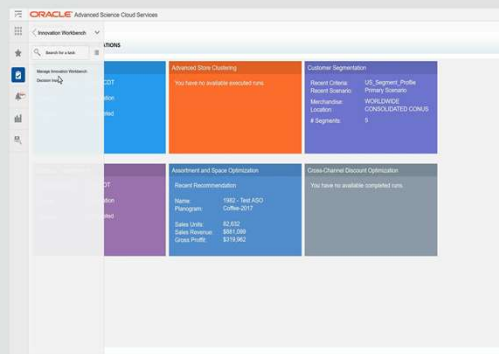 ORACLE Advanced Science Cloud Services
Innovation Workbench
ATIONS
Search for a task
Manage Innovation Workbench
CDT
Advanced Store Clustering
You have no available executed runs.
Customer Segmentation
Recent Criteria: US_Segment_Profile
Recent Scenario: Primary Scenario
Merchandise: WORLDWIDE
Location: CONSOLIDATED CONUS
# Segments: 5
DT
Assortment and Space Optimization
Recent Recommendation
Name 1982 - Test ASO
Planogram: Coffee-2017
Sales Units: 82,632
Sales Revenue: $881,099
Gross Profit: $319,962
Cross-Channel Discount Optimization
You have no available completed runs.